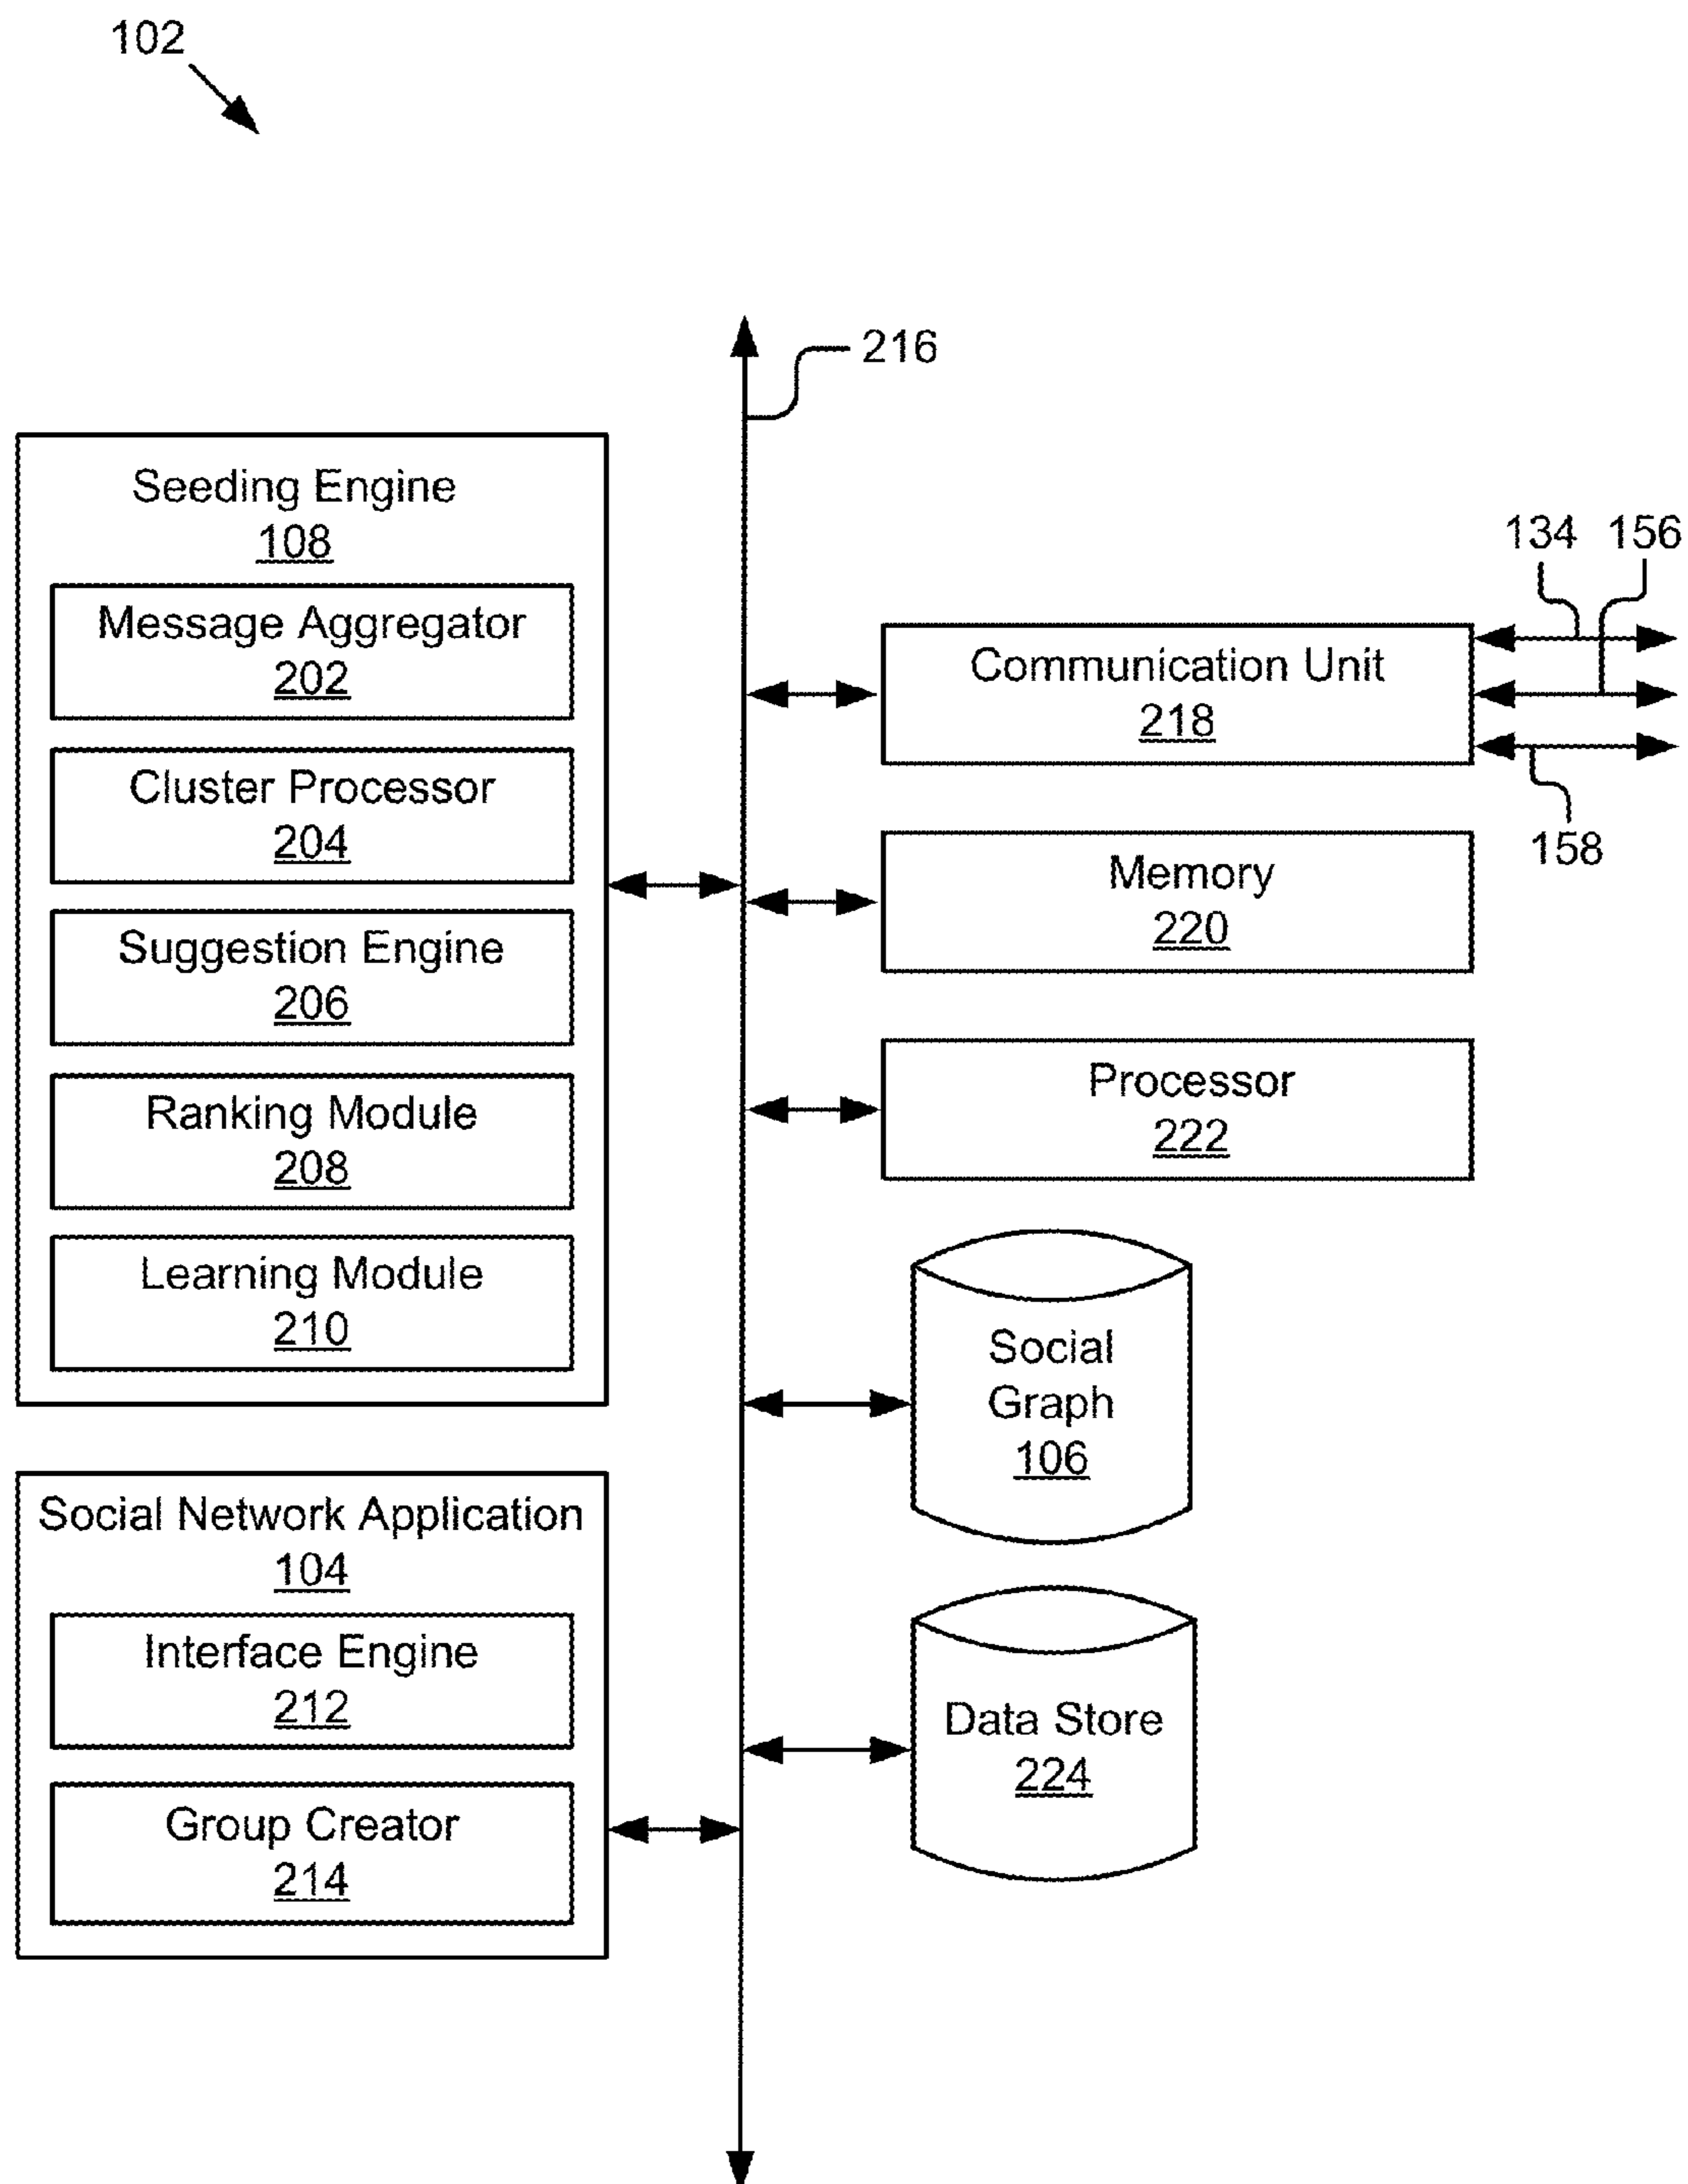 102
216
Seeding Engine
108
Message Aggregator
202
Cluster Processor
204
Suggestion Engine
206
Ranking Module
208
Learning Module
210
Social Network Application
104
Interface Engine
212
Group Creator
214
134 156
Communication Unit
218
158
Memory
220
Processor
222
Social
Graph
106
Data Store
224